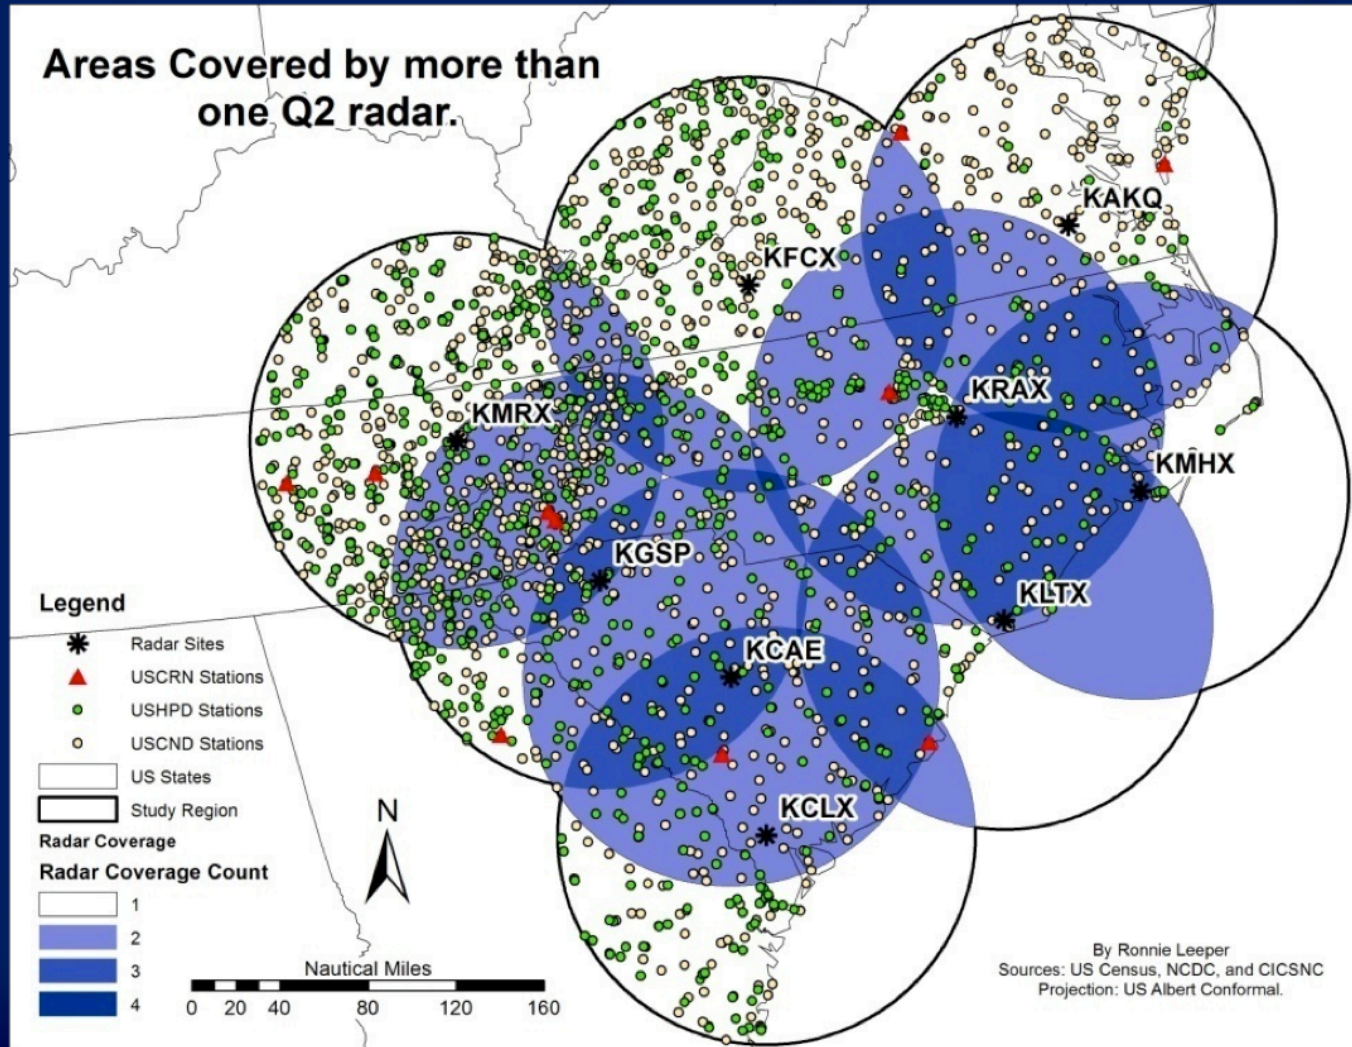 Areas Covered by more than
one Q2 radar.
KAKQ
KFCX
KRAX
KMRX
KMHX
KGSP
KLTX
KCAE
KCLX
Legend
Radar Sites
USCRN Stations
USHPD Stations
USCND Stations
US States
Study Region
Radar Coverage
Radar Coverage Count
1
2
3
4
N
Nautical Miles
0 20 40 80 120 160
By Ronnie Leeper
Sources: US Census, NCDC, and CICSNC
Projection: US Albert Conformal.